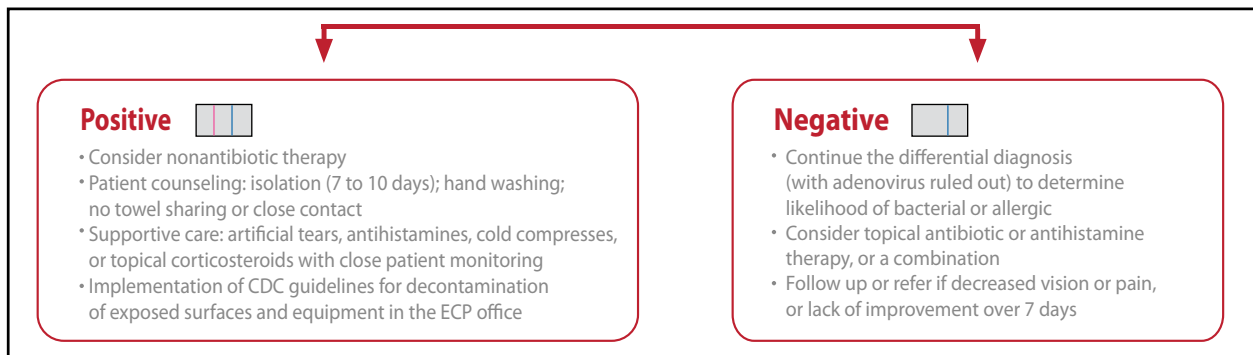 Positive
• Consider nonantibiotic therapy
• Patient counseling: isolation (7 to 10 days); hand washing;
no towel sharing or close contact
• Supportive care: artificial tears, antihistamines, cold compresses,
or topical corticosteroids with close patient monitoring
• Implementation of CDC guidelines for decontamination
of exposed surfaces and equipment in the ECP office
Negative
• Continue the differential diagnosis
(with adenovirus ruled out) to determine
likelihood of bacterial or allergic
• Consider topical antibiotic or antihistamine
therapy, or a combination
• Follow up or refer if decreased vision or pain,
or lack of improvement over 7 days